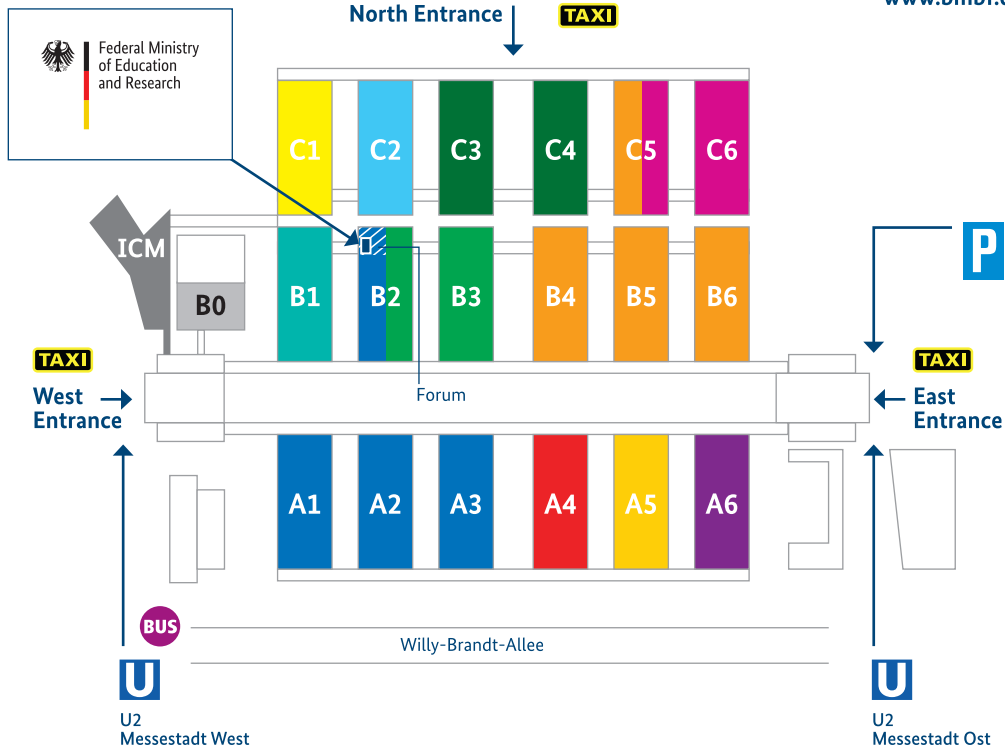 www.bmbf.d
North Entrance
TAXI
Federal Ministry
of Education
and Research
C1
C2
C3
C4
C5
C6
ICM
P
B0
B1
B2
B3
B4
B5
B6
TAXI
TAXI
West
Entrance
Forum
East
Entrance
A1
A2
A3
A4
A5
A6
BUS
Willy-Brandt-Allee
U
U
U2
Messestadt West
U2
Messestadt Ost